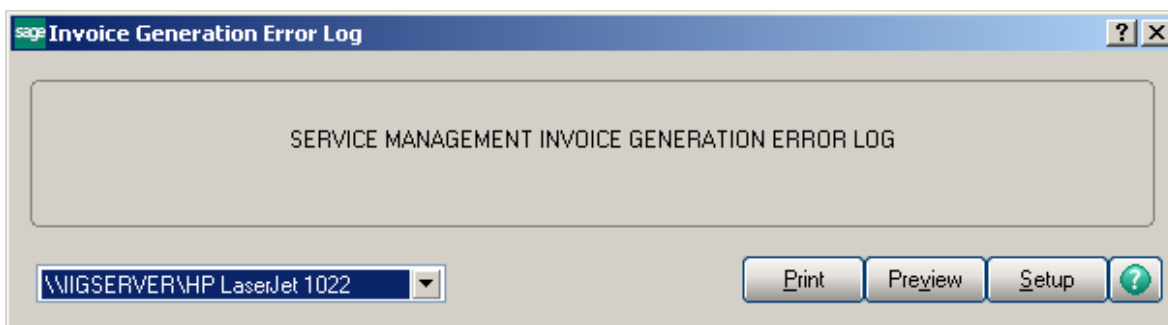 sage Invoice Generation Error Log ? X
SERVICE MANAGEMENT INVOICE GENERATION ERROR LOG
\\IIGSERVER\HP LaserJet 1022 Print Preview Setup ?